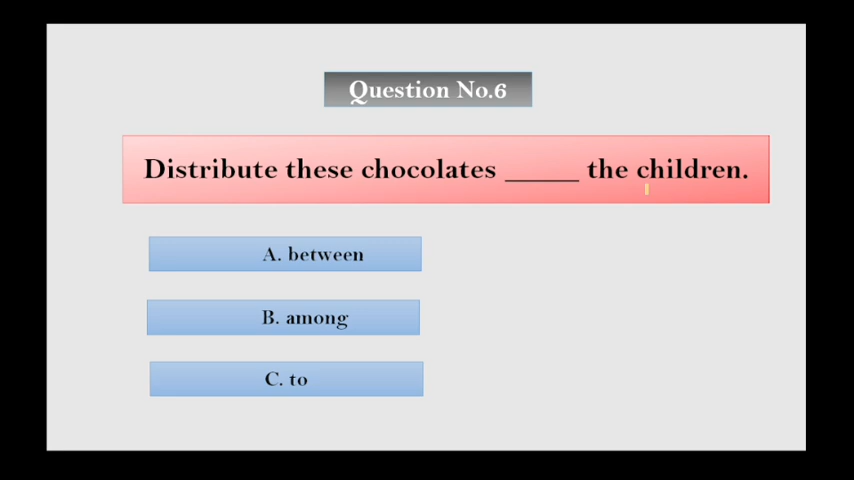 Question No.6
Distribute these chocolates _____ the children.
A. between
B. among
C. to